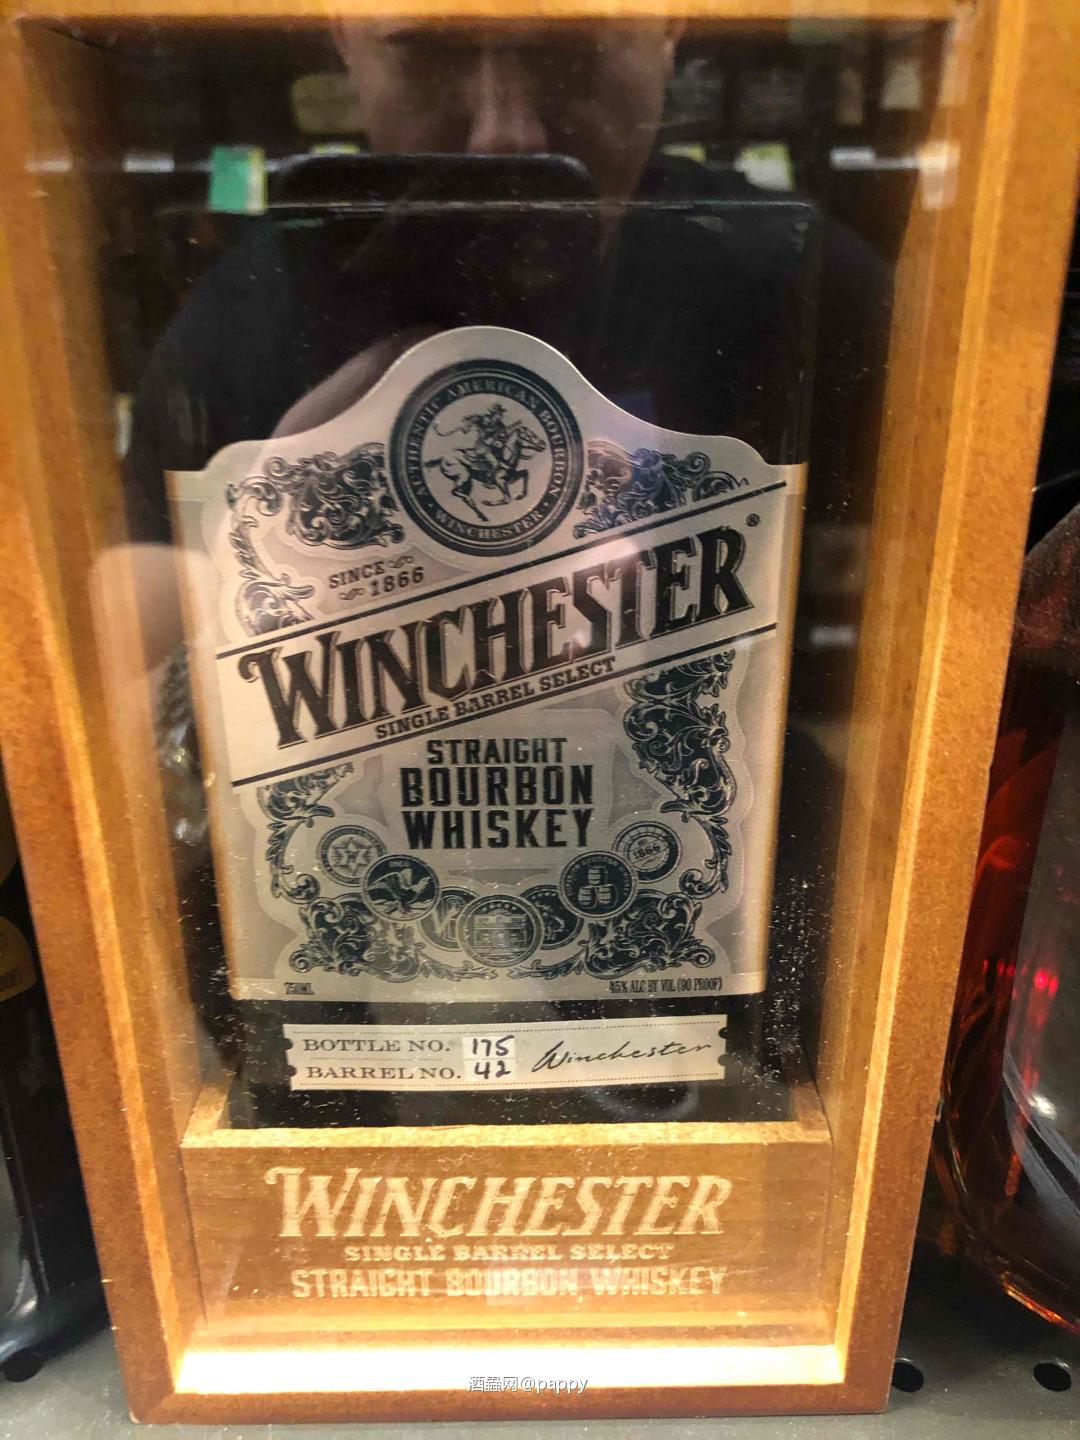 AUTHENTIC AMERICAN BOURBON
• WINCHESTER •
SINCE
1866
WINCHESTER®
SINGLE BARREL SELECT
STRAIGHT
BOURBON
WHISKEY
1866
750ML
45% ALC BY VOL (90 PROOF)
BOTTLE NO. 175
BARREL NO. 42
Winchester
WINCHESTER
SINGLE BARREL SELECT
STRAIGHT BOURBON WHISKEY
酒蟲网@pappy